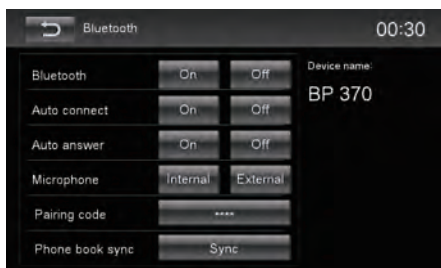 Bluetooth 00:30
Bluetooth On Off
Auto connect On Off
Auto answer On Off
Microphone Internal External
Pairing code ****
Phone book sync Sync
Device name:
BP 370